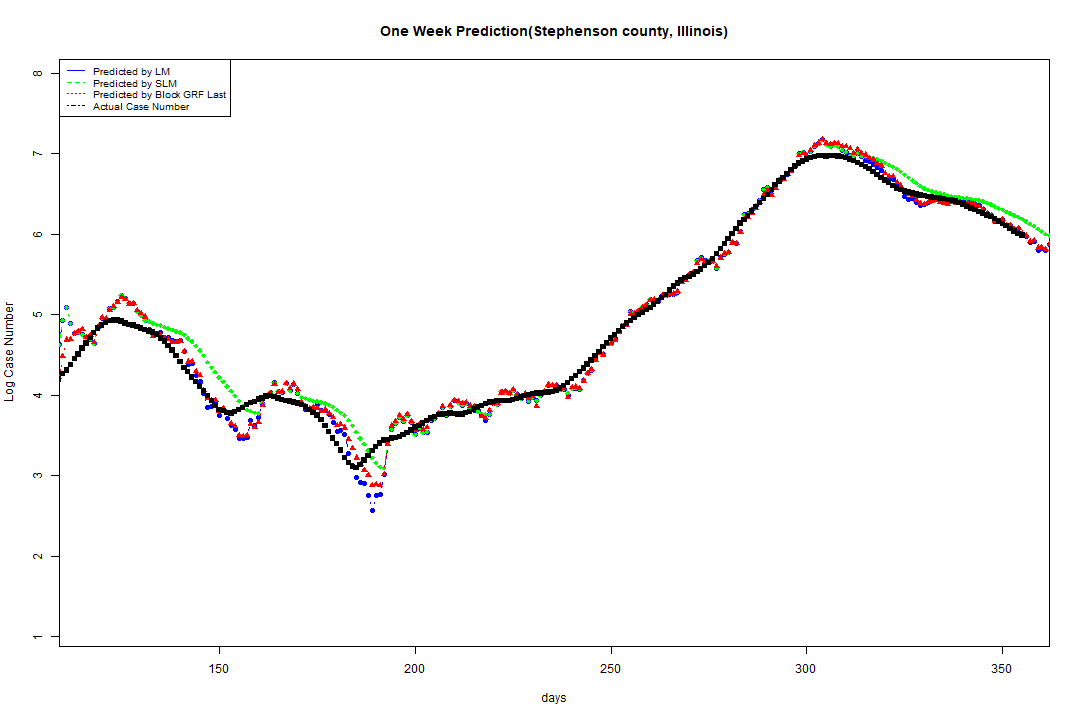 One Week Prediction(Stephenson county, Illinois)
Predicted by LM
Predicted by SLM
Predicted by Block GRF Last
Actual Case Number
8
7
6
5
4
3
2
1
Log Case Number
150
200
250
300
350
days